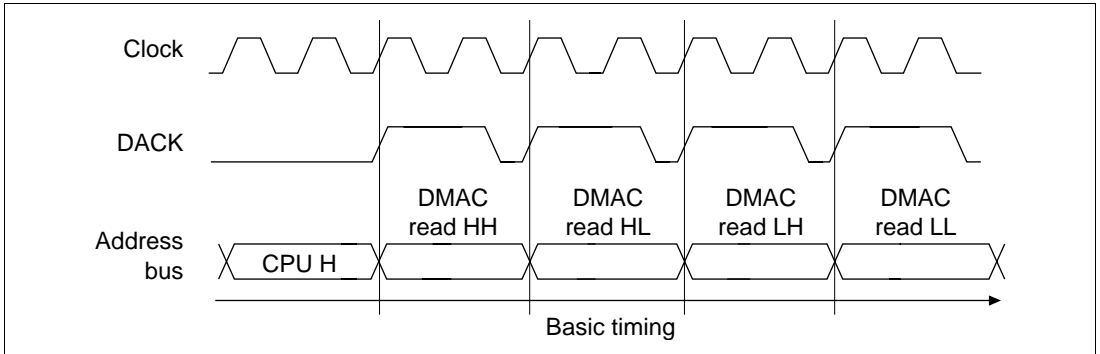 Clock
DACK
DMAC
read HH
DMAC
read HL
DMAC
read LH
DMAC
read LL
Address
bus
CPU H
Basic timing